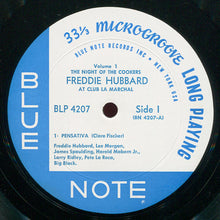 33⅓ MICROGROOVE LONG PLAYING
BLUE NOTE RECORDS INC • NEW YORK USA
Volume 1
THE NIGHT OF THE COOKERS
FREDDIE HUBBARD
AT CLUB LA MARCHAL
BLP 4207
Side 1
(BN 4207-A)
1 - PENSATIVA (Clare Fischer)
Freddie Hubbard, Lee Morgan,
James Spaulding, Harold Mabern Jr.,
Larry Ridley, Pete La Roca,
Big Black.
BLUE
NOTE